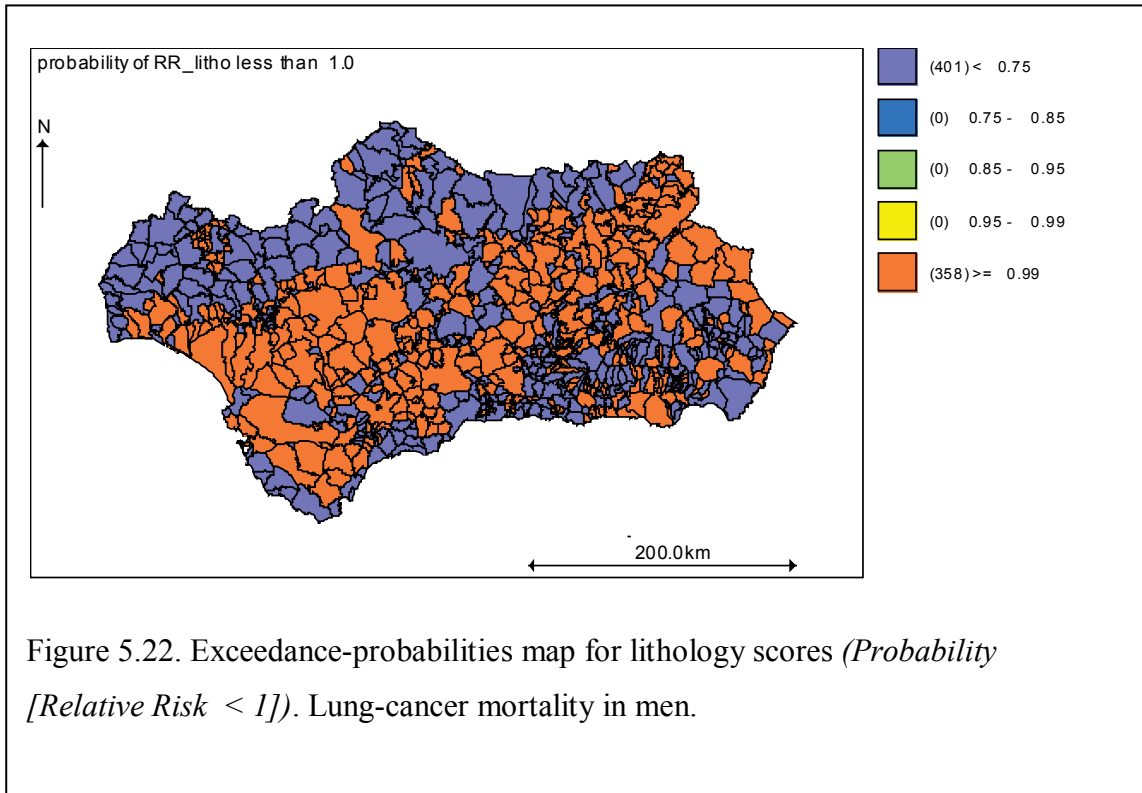 probability of RR_litho less than 1.0
N
(401) < 0.75
(0) 0.75 - 0.85
(0) 0.85 - 0.95
(0) 0.95 - 0.99
(358) >= 0.99
200.0km
Figure 5.22. Exceedance-probabilities map for lithology scores (Probability
[Relative Risk < 1]). Lung-cancer mortality in men.